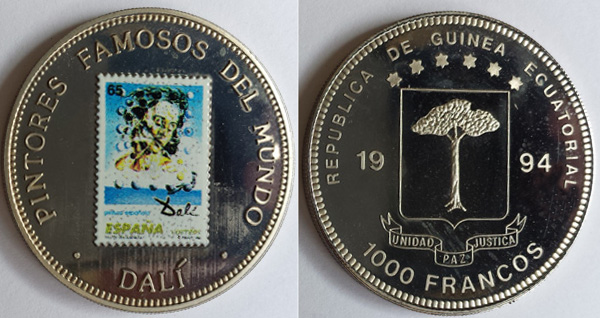 PINTORES FAMOSOS DEL MUNDO
65
Dalí
ESPAÑA
· DALÍ ·
REPUBLICA DE GUINEA ECUATORIAL
19 94
UNIDAD PAZ JUSTICIA
1000 FRANCOS